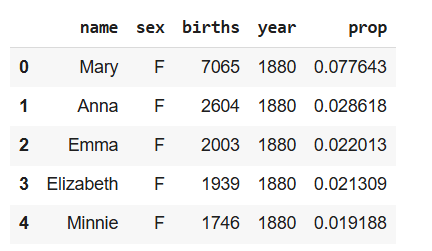 name sex births year prop
0 Mary F 7065 1880 0.077643
1 Anna F 2604 1880 0.028618
2 Emma F 2003 1880 0.022013
3 Elizabeth F 1939 1880 0.021309
4 Minnie F 1746 1880 0.019188